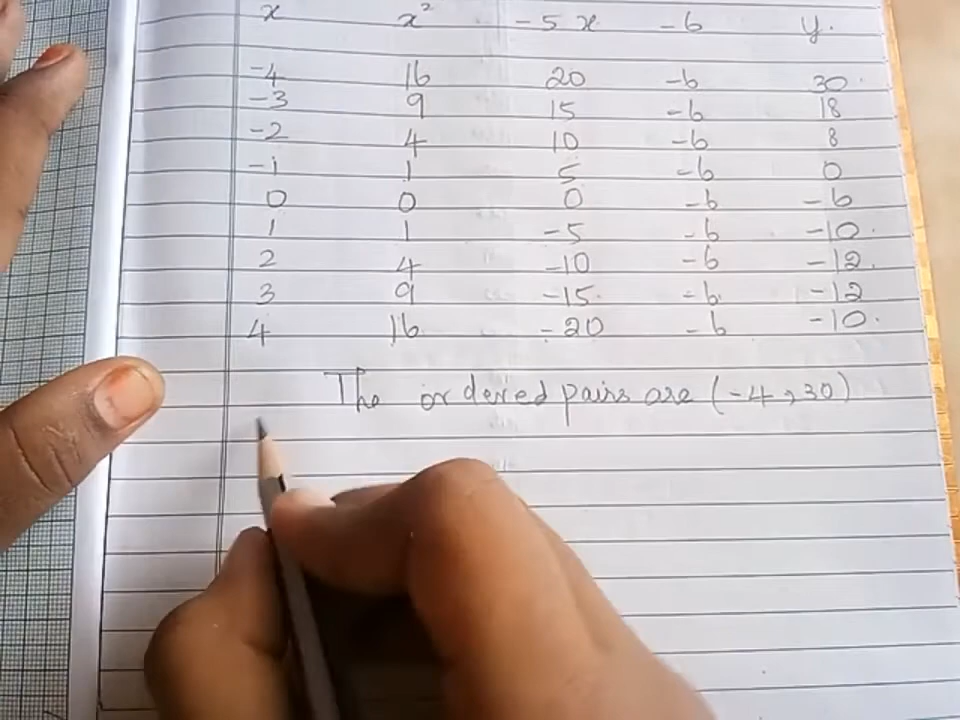 x x² -5x -6 y.
-4 16 20 -6 30.
-3 9 15 -6 18
-2 4 10 -6 8
-1 1 5 -6 0
0 0 0 -6 -6
1 1 -5 -6 -10.
2 4 -10 -6 -12.
3 9 -15. -6. -12
4 16 -20 -6 -10.
The ordered pairs are (-4,30)